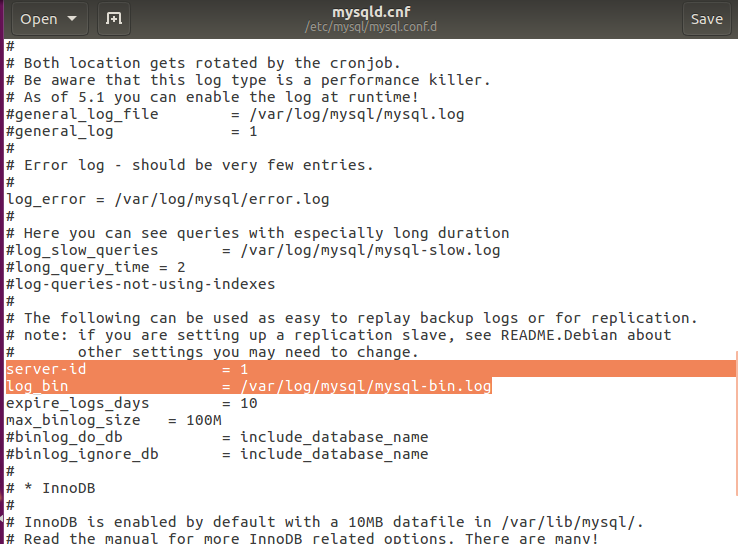 Open
mysqld.cnf
/etc/mysql/mysql.conf.d
Save
#
# Both location gets rotated by the cronjob.
# Be aware that this log type is a performance killer.
# As of 5.1 you can enable the log at runtime!
#general_log_file        = /var/log/mysql/mysql.log
#general_log             = 1
#
# Error log - should be very few entries.
#
log_error = /var/log/mysql/error.log
#
# Here you can see queries with especially long duration
#log_slow_queries       = /var/log/mysql/mysql-slow.log
#long_query_time = 2
#log-queries-not-using-indexes
#
# The following can be used as easy to replay backup logs or for replication.
# note: if you are setting up a replication slave, see README.Debian about
#       other settings you may need to change.
server-id               = 1
log_bin                 = /var/log/mysql/mysql-bin.log
expire_logs_days        = 10
max_binlog_size   = 100M
#binlog_do_db           = include_database_name
#binlog_ignore_db       = include_database_name
#
# * InnoDB
#
# InnoDB is enabled by default with a 10MB datafile in /var/lib/mysql/.
# Read the manual for more InnoDB related options. There are many!